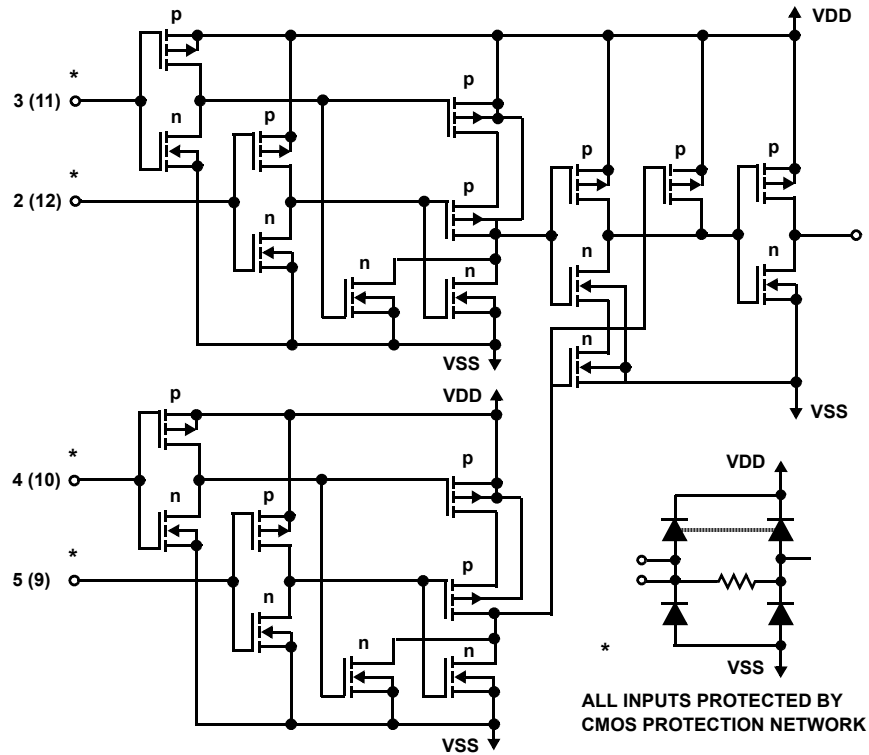 p
VDD
*
3 (11)
n
p
p
*
2 (12)
n
p
p
p
p
n
n
n
n
n
VSS
VDD
VSS
p
*
4 (10)
n
p
p
*
5 (9)
n
p
n
n
VSS
VDD
*
VSS
ALL INPUTS PROTECTED BY
CMOS PROTECTION NETWORK